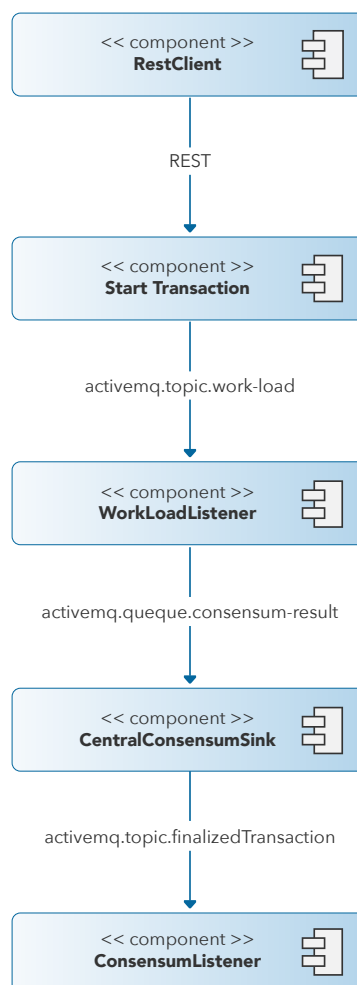 << component >>
RestClient
REST
<< component >>
Start Transaction
activemq.topic.work-load
<< component >>
WorkLoadListener
activemq.queque.consensum-result
<< component >>
CentralConsensumSink
activemq.topic.finalizedTransaction
<< component >>
ConsensumListener